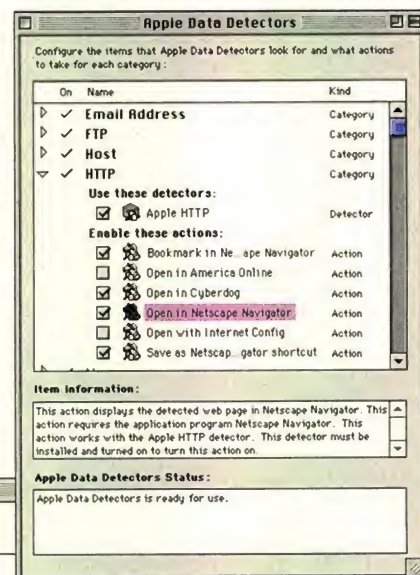 Apple Data Detectors
Configure the items that Apple Data Detectors look for and what actions
to take for each category:
On Name Kind
Email Address Category
FTP Category
Host Category
HTTP Category
Use these detectors:
Apple HTTP Detector
Enable these actions:
Bookmark in Ne…ape Navigator Action
Open in America Online Action
Open in Cyberdog Action
Open in Netscape Navigator Action
Open with Internet Config Action
Save as Netscap…gator shortcut Action
Item Information:
This action displays the detected web page in Netscape Navigator. This
action requires the application program Netscape Navigator. This
action works with the Apple HTTP detector. This detector must be
installed and turned on to turn this action on.
Apple Data Detectors Status:
Apple Data Detectors is ready for use.